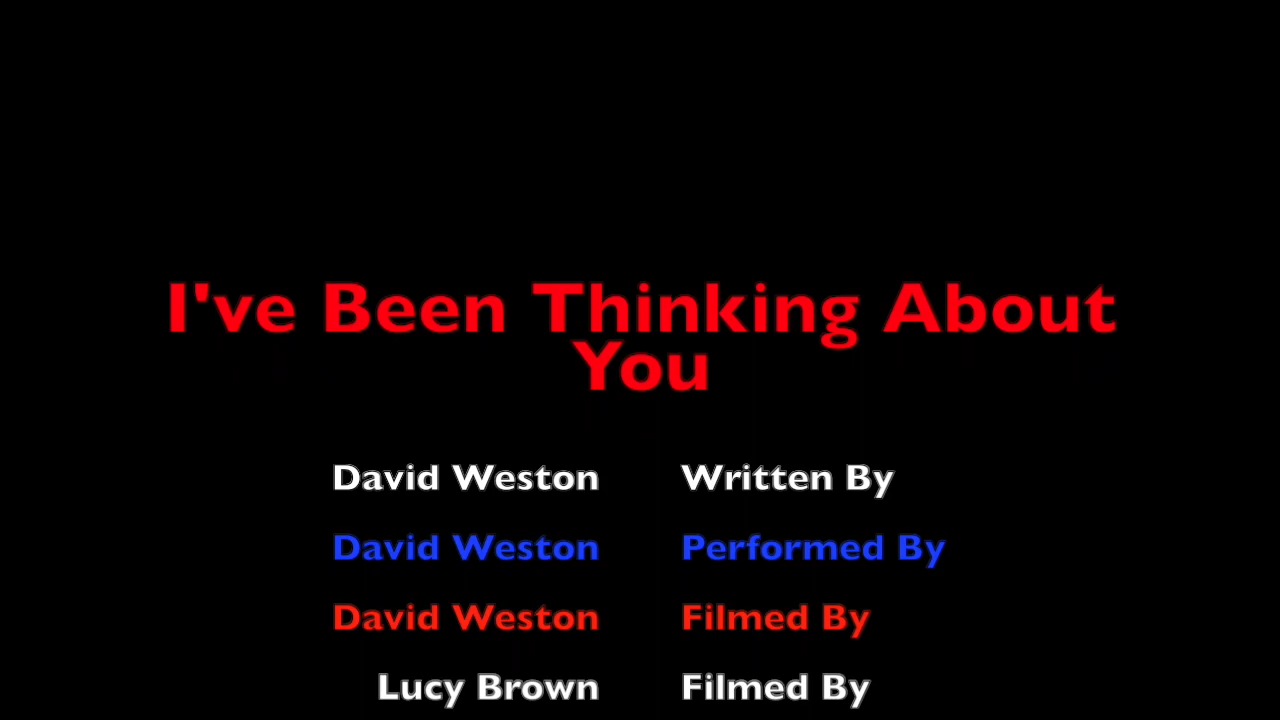 I've Been Thinking About
You
David Weston Written By
David Weston Performed By
David Weston Filmed By
Lucy Brown Filmed By